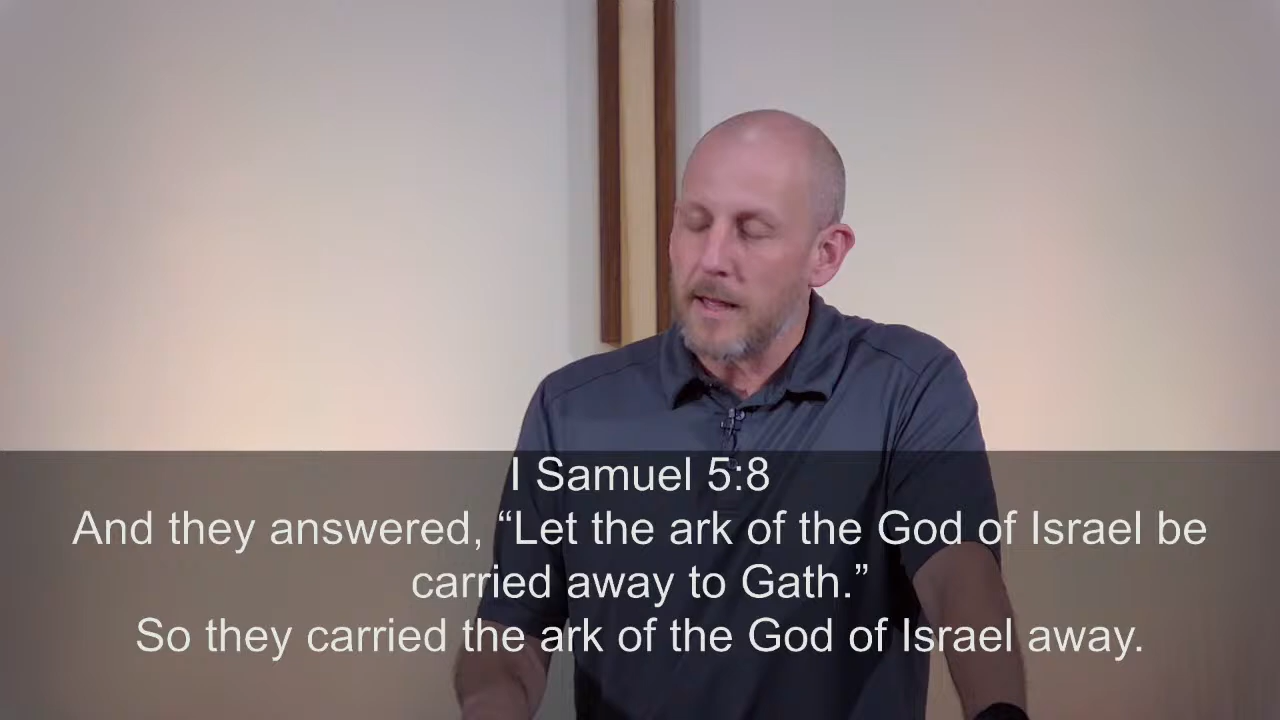 I Samuel 5:8
And they answered, “Let the ark of the God of Israel be
carried away to Gath.”
So they carried the ark of the God of Israel away.